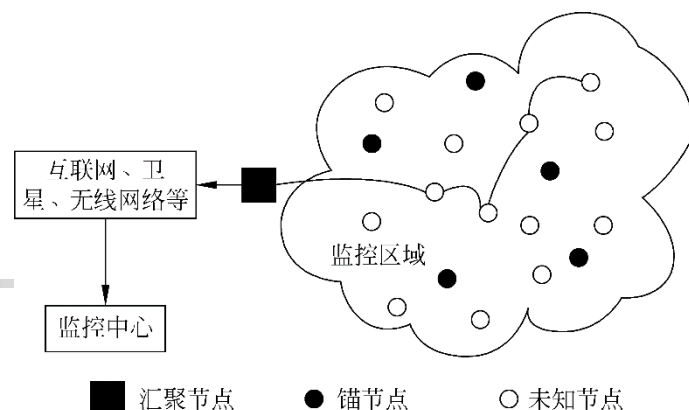 互联网、卫
星、无线网络等
监控区域
监控中心
汇聚节点 锚节点 未知节点